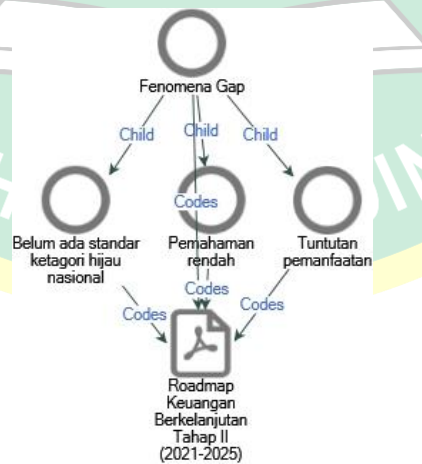 Fenomena Gap
Child Child Child
Codes
Belum ada standar
ketagori hijau
nasional
Pemahaman
rendah
Tuntutan
pemanfaatan
Codes
Codes
Codes
Roadmap
Keuangan
Berkelanjutan
Tahap II
(2021-2025)